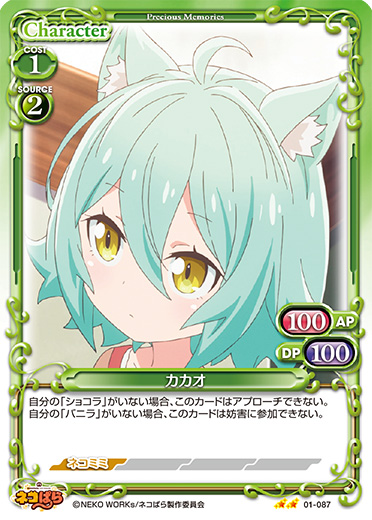 Precious Memories
Character
COST
1
SOURCE
2
100 AP
DP 100
カカオ
自分の「ショコラ」がいない場合、このカードはアプローチできない。
自分の「バニラ」がいない場合、このカードは妨害に参加できない。
ネコミミ
ネコぱら
©NEKO WORKs/ネコぱら製作委員会
01-087